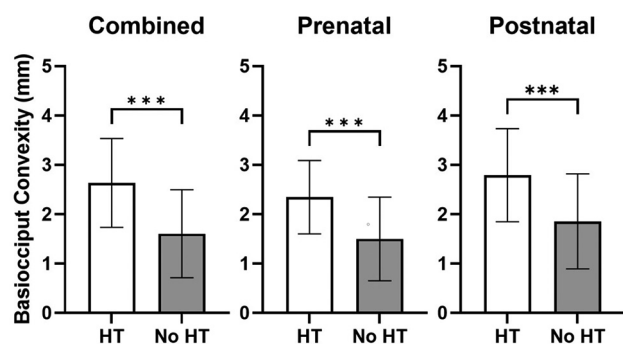 Combined Prenatal Postnatal
Basiocciput Convexity (mm)
5 5 5
*** *** ***
4 4 4
3 3 3
2 2 2
1 1 1
0 0 0
HT No HT HT No HT HT No HT